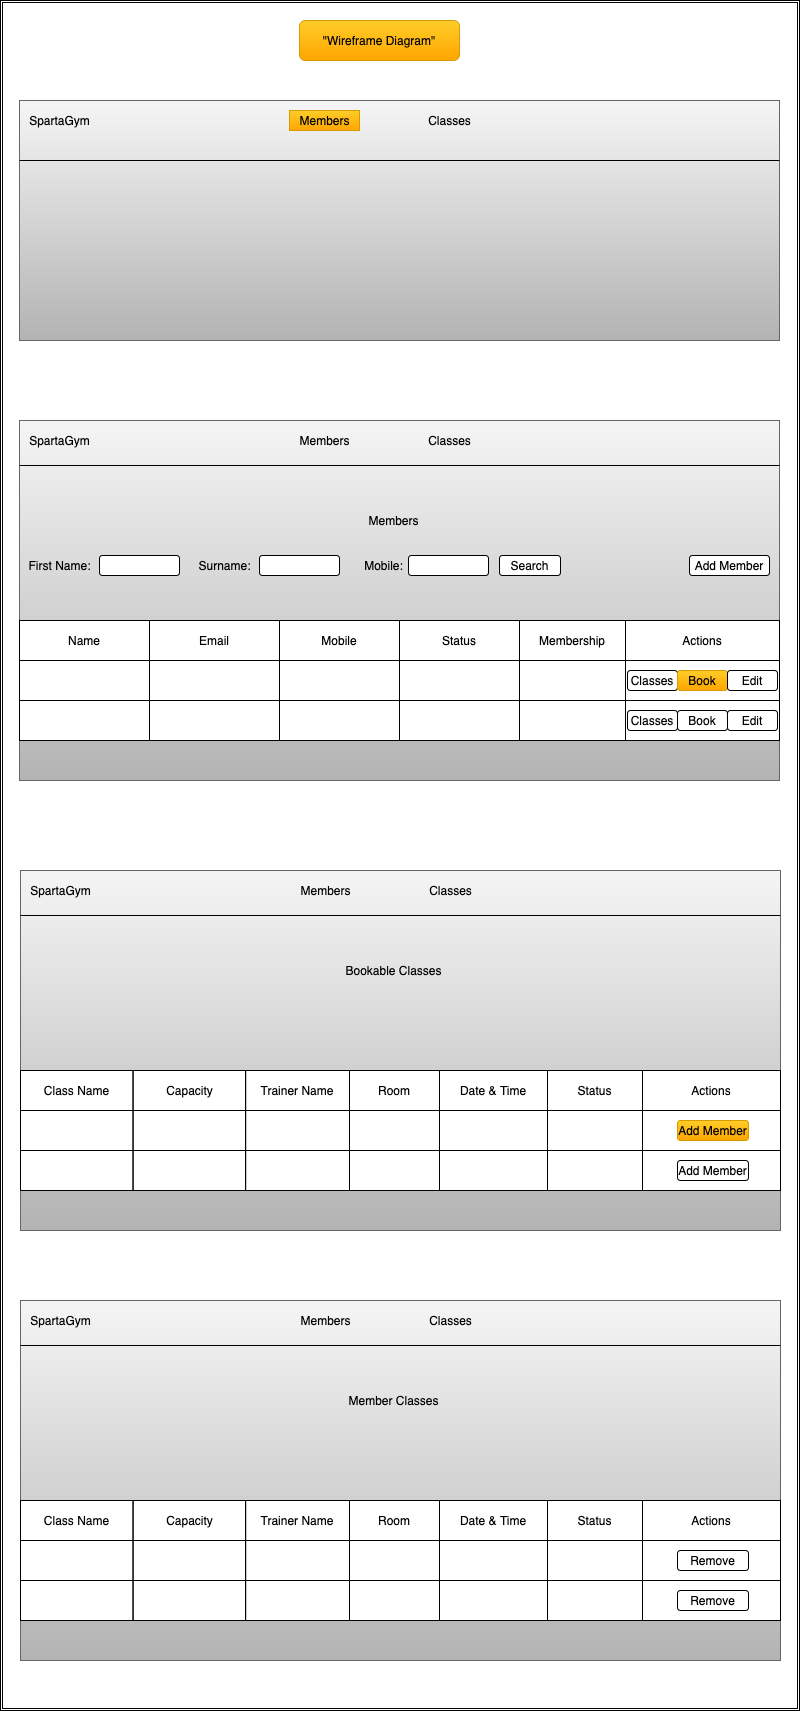 "Wireframe Diagram"
SpartaGym Members Classes
SpartaGym Members Classes
Members
First Name: Surname: Mobile: Search Add Member
Name Email Mobile Status Membership Actions
Classes Book Edit
Classes Book Edit
SpartaGym Members Classes
Bookable Classes
Class Name Capacity Trainer Name Room Date & Time Status Actions
Add Member
Add Member
SpartaGym Members Classes
Member Classes
Class Name Capacity Trainer Name Room Date & Time Status Actions
Remove
Remove